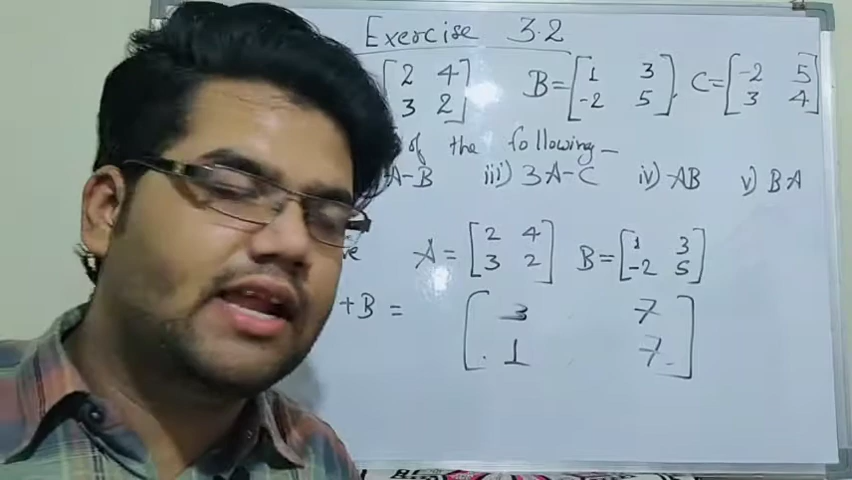 Exercise 3.2
[2 4 B = [1 3 C = [-2 5
3 2] -2 5], 3 4]
of the following –
A-B iii) 3A-C iv) AB v) BA
ve A = [2 4 B = [1 3
3 2] -2 5]
+B = [3 7
1 7]